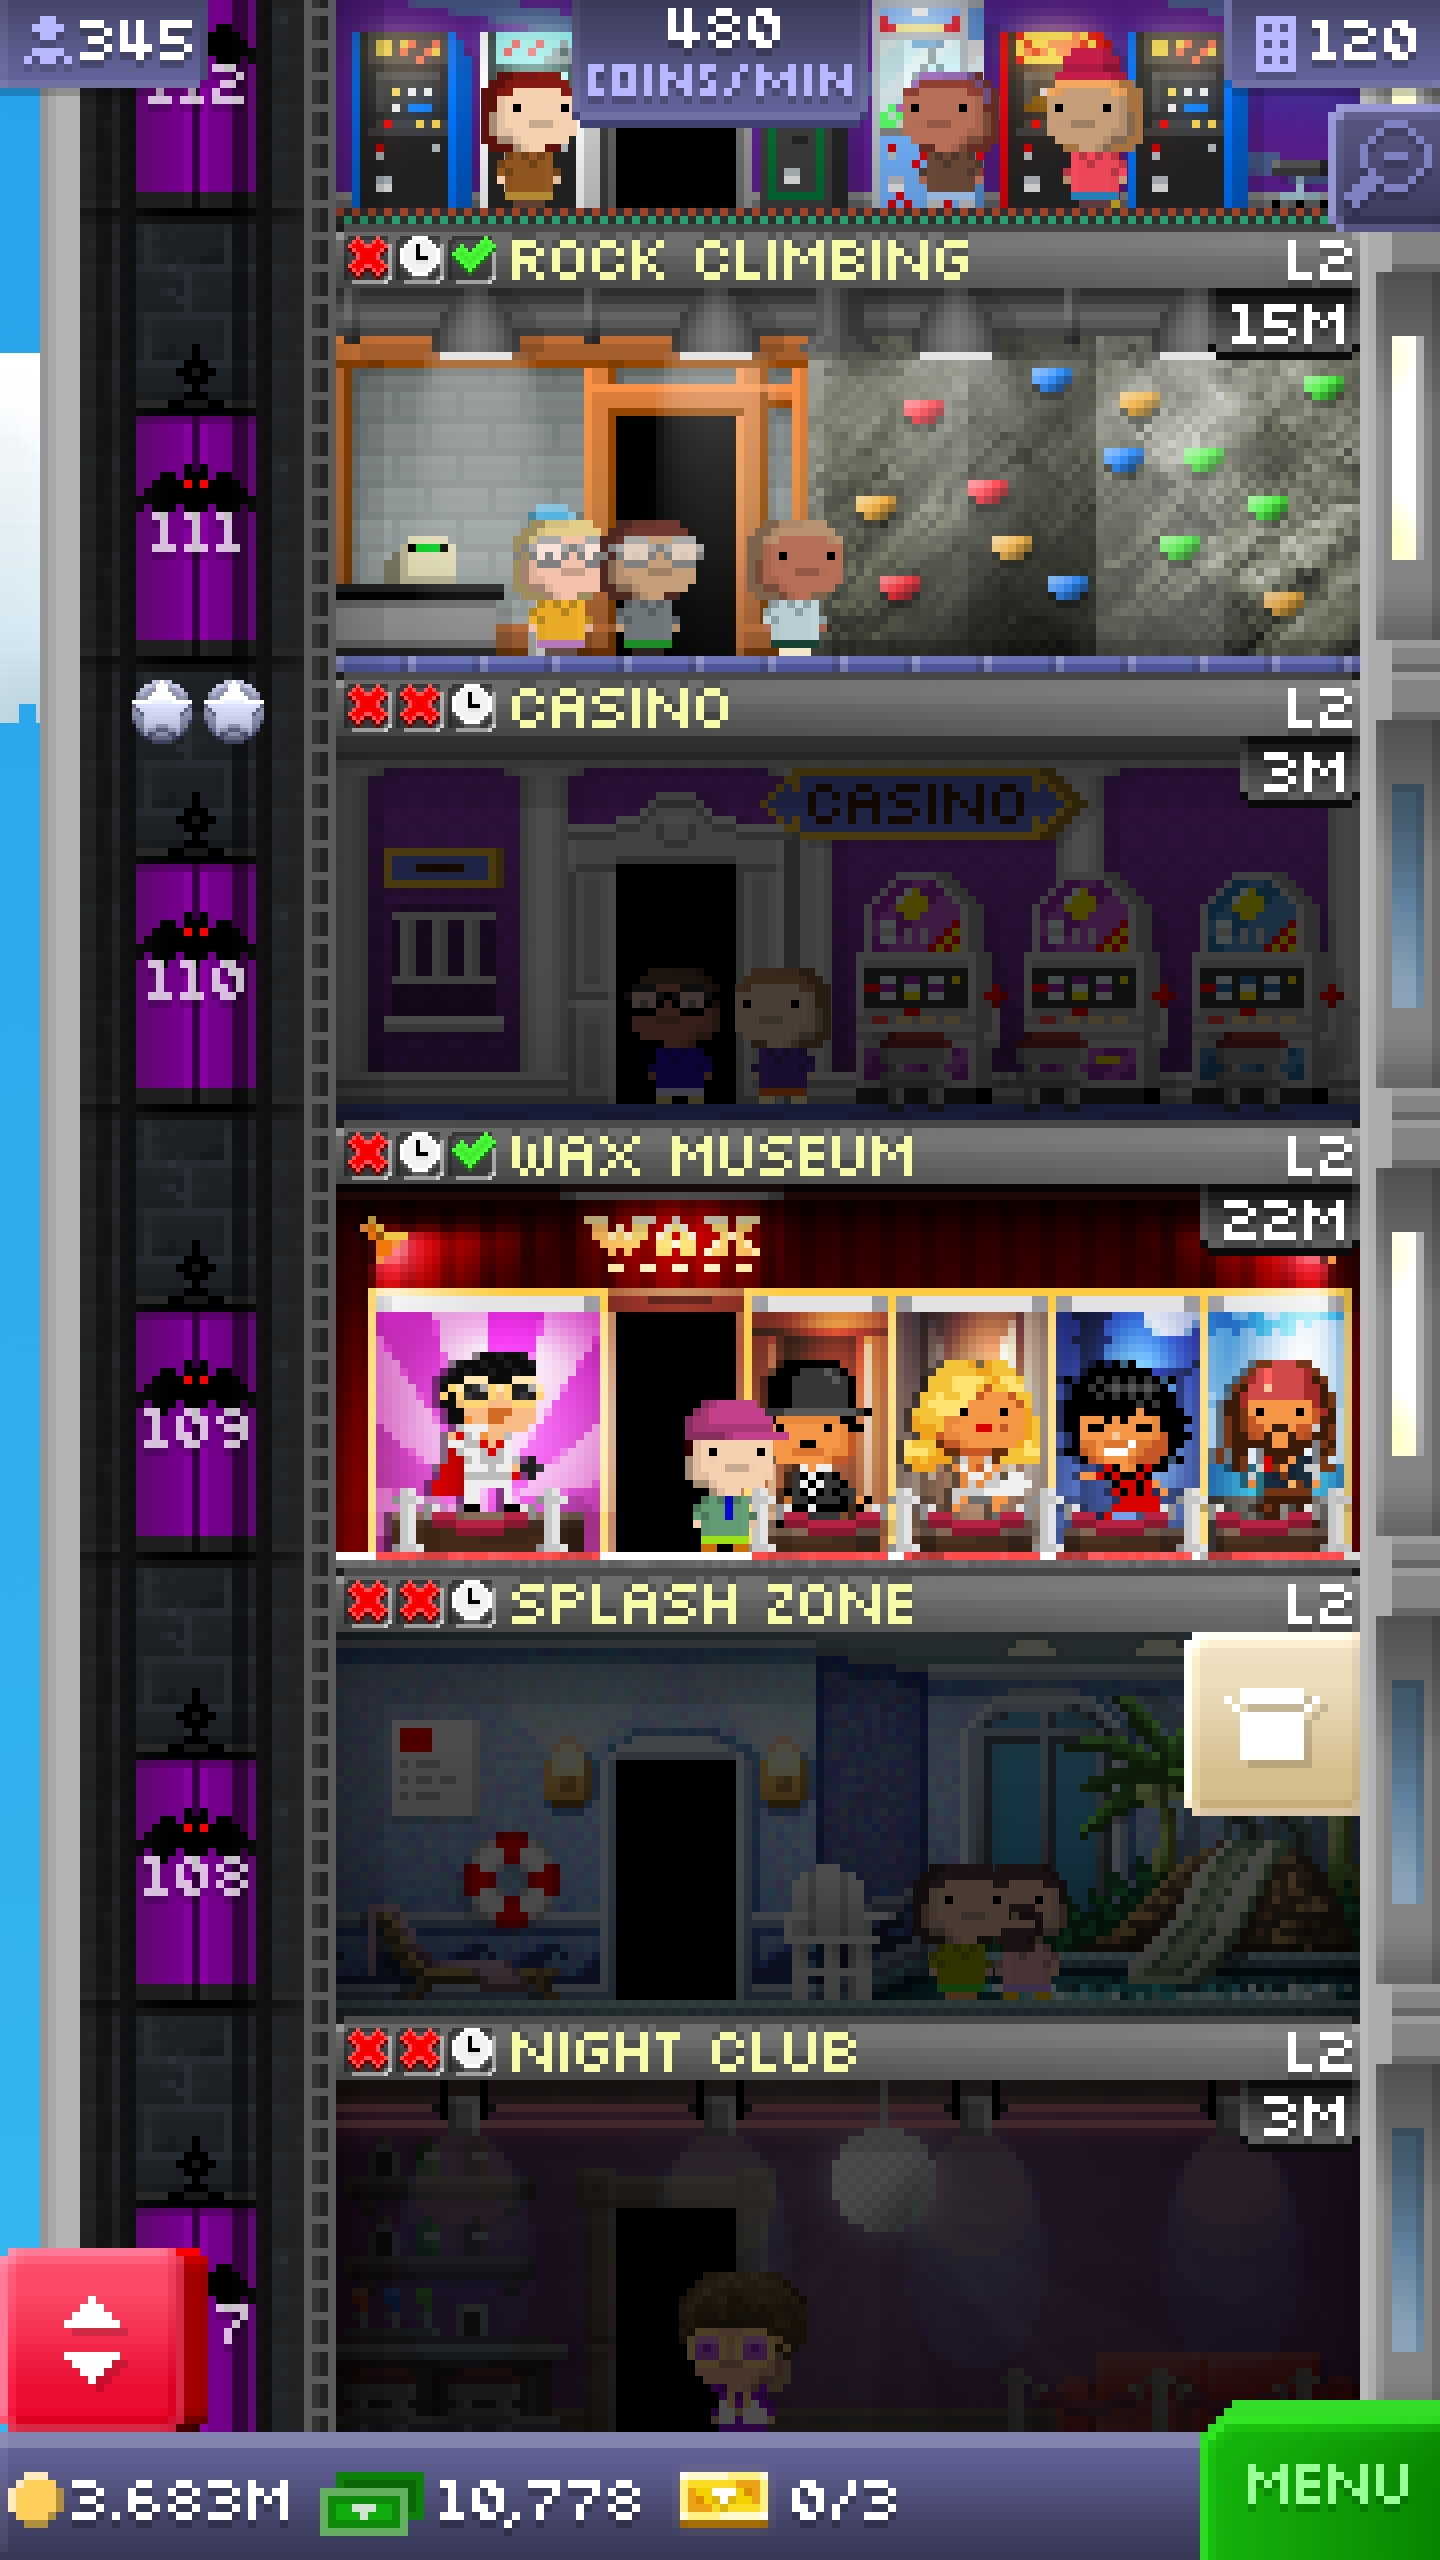 345
480
COINS/MIN
120
112
ROCK CLIMBING L2
15M
111
CASINO L2
3M
CASINO
110
WAX MUSEUM L2
22M
WAX
109
SPLASH ZONE L2
108
NIGHT CLUB L2
3M
7
3.683M 10,778 0/3
MENU